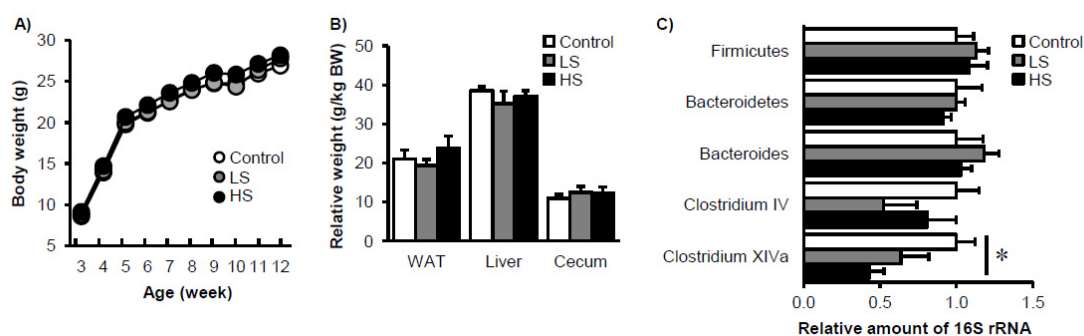 A)
Body weight (g)
30
25
20
15
10
5
Control
LS
HS
3 4 5 6 7 8 9 10 11 12
Age (week)
B)
Relative weight (g/kg BW)
50
40
30
20
10
0
Control
LS
HS
WAT Liver Cecum
C)
Control
LS
HS
Firmicutes
Bacteroidetes
Bacteroides
Clostridium IV
Clostridium XIVa
*
0.0 0.5 1.0 1.5
Relative amount of 16S rRNA